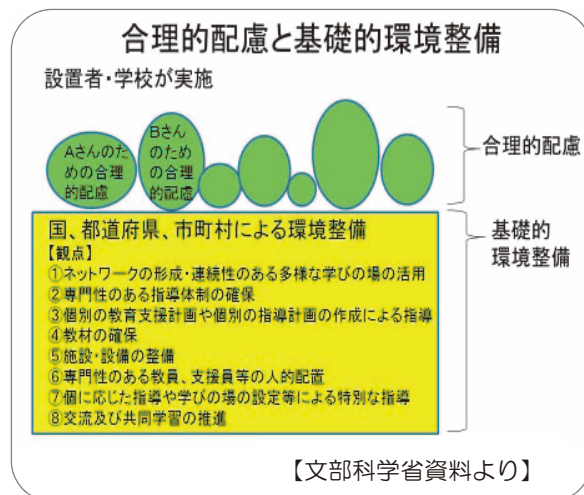 合理的配慮と基礎的環境整備
設置者・学校が実施
Aさんのた
めの合理
的配慮
Bさん
のため
の合理
的配慮
合理的配慮
国、都道府県、市町村による環境整備
【観点】
①ネットワークの形成・連続性のある多様な学びの場の活用
②専門性のある指導体制の確保
③個別の教育支援計画や個別の指導計画の作成による指導
④教材の確保
⑤施設・設備の整備
⑥専門性のある教員、支援員等の人的配置
⑦個に応じた指導や学びの場の設定等による特別な指導
⑧交流及び共同学習の推進
基礎的
環境整備
【文部科学省資料より】